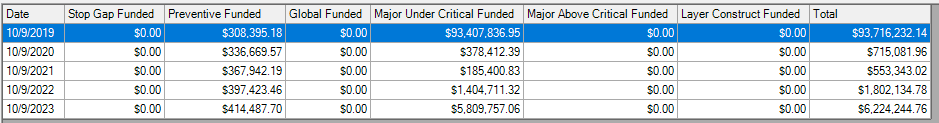 Date Stop Gap Funded Preventive Funded Global Funded Major Under Critical Funded Major Above Critical Funded Layer Construct Funded Total
10/9/2019 $0.00 $308,395.18 $0.00 $93,407,836.95 $0.00 $0.00 $93,716,232.14
10/9/2020 $0.00 $336,669.57 $0.00 $378,412.39 $0.00 $0.00 $715,081.96
10/9/2021 $0.00 $367,942.19 $0.00 $185,400.83 $0.00 $0.00 $553,343.02
10/9/2022 $0.00 $397,423.46 $0.00 $1,404,711.32 $0.00 $0.00 $1,802,134.78
10/9/2023 $0.00 $414,487.70 $0.00 $5,809,757.06 $0.00 $0.00 $6,224,244.76